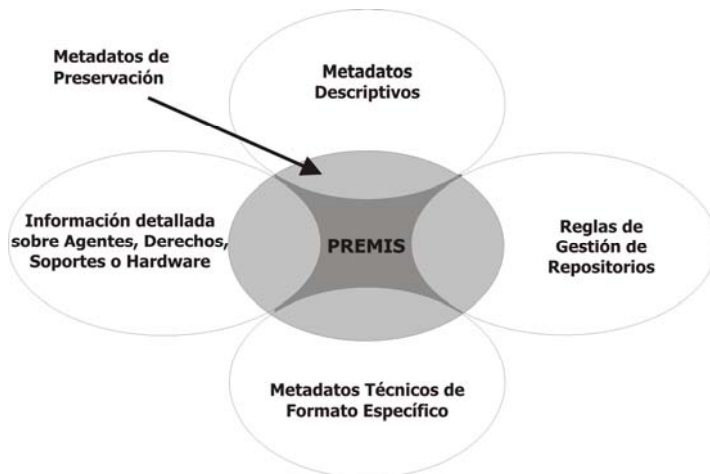 Metadatos de
Preservación
Metadatos
Descriptivos
Información detallada
sobre Agentes, Derechos,
Soportes o Hardware
PREMIS
Reglas de
Gestión de
Repositorios
Metadatos Técnicos de
Formato Específico